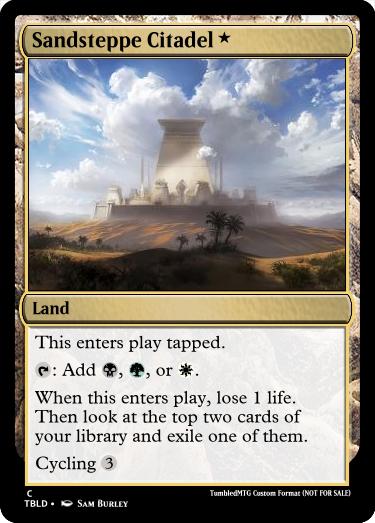 Sandsteppe Citadel ★
Land
This enters play tapped.
: Add , , or .
When this enters play, lose 1 life.
Then look at the top two cards of
your library and exile one of them.
Cycling 3
C
TBLD • Sam Burley
TumbledMTG Custom Format (NOT FOR SALE)